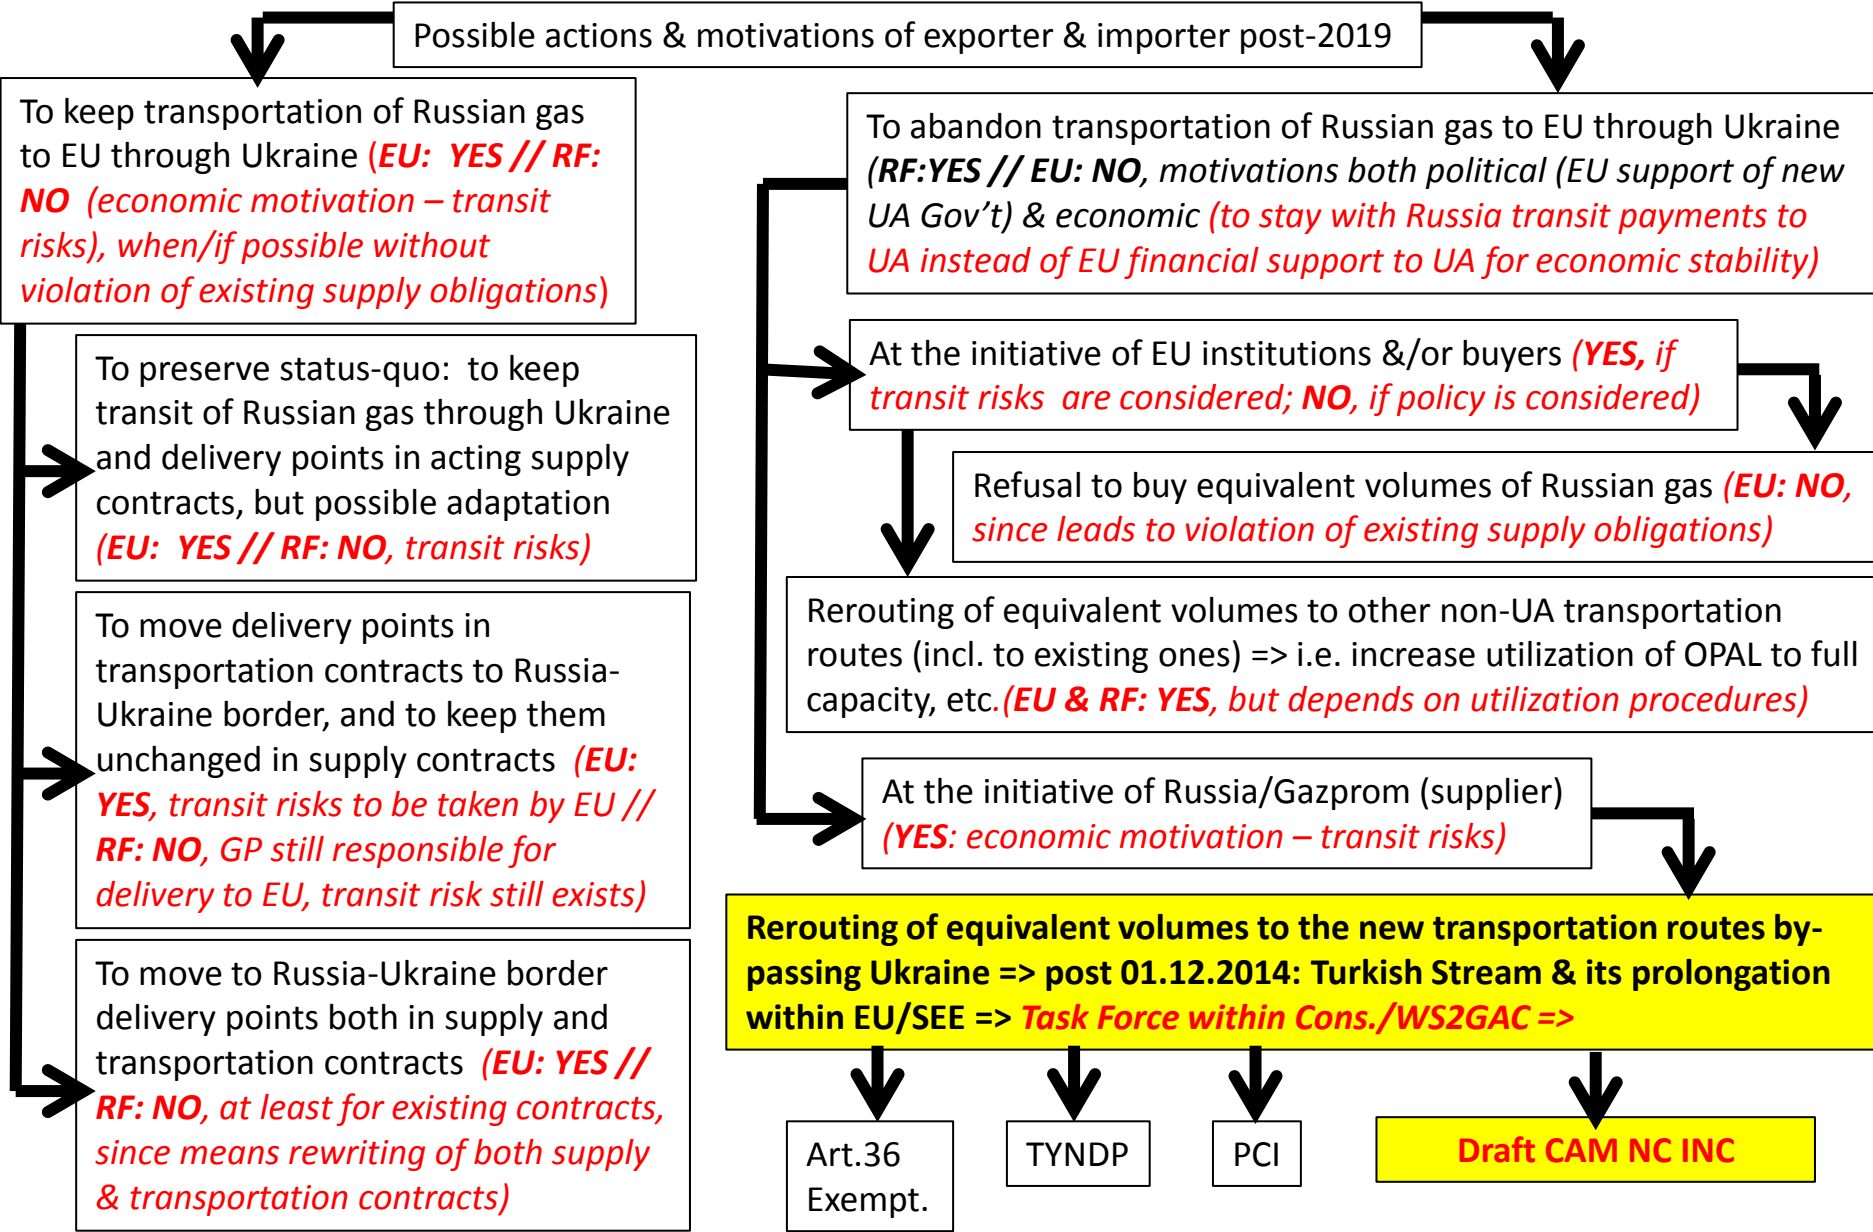 Possible actions & motivations of exporter & importer post-2019
To keep transportation of Russian gas
to EU through Ukraine (EU:  YES // RF:
NO  (economic motivation – transit
risks), when/if possible without
violation of existing supply obligations)
To preserve status-quo:  to keep
transit of Russian gas through Ukraine
and delivery points in acting supply
contracts, but possible adaptation
(EU:  YES // RF: NO, transit risks)
To move delivery points in
transportation contracts to Russia-
Ukraine border, and to keep them
unchanged in supply contracts  (EU:
YES, transit risks to be taken by EU //
RF: NO, GP still responsible for
delivery to EU, transit risk still exists)
To move to Russia-Ukraine border
delivery points both in supply and
transportation contracts  (EU: YES //
RF: NO, at least for existing contracts,
since means rewriting of both supply
& transportation contracts)
To abandon transportation of Russian gas to EU through Ukraine
(RF:YES // EU: NO, motivations both political (EU support of new
UA Gov’t) & economic (to stay with Russia transit payments to
UA instead of EU financial support to UA for economic stability)
At the initiative of EU institutions &/or buyers (YES, if
transit risks  are considered; NO, if policy is considered)
Refusal to buy equivalent volumes of Russian gas (EU: NO,
since leads to violation of existing supply obligations)
Rerouting of equivalent volumes to other non-UA transportation
routes (incl. to existing ones) => i.e. increase utilization of OPAL to full
capacity, etc.(EU & RF: YES, but depends on utilization procedures)
At the initiative of Russia/Gazprom (supplier)
(YES: economic motivation – transit risks)
Rerouting of equivalent volumes to the new transportation routes by-
passing Ukraine => post 01.12.2014: Turkish Stream & its prolongation
within EU/SEE => Task Force within Cons./WS2GAC =>
Art.36
Exempt.
TYNDP
PCI
Draft CAM NC INC